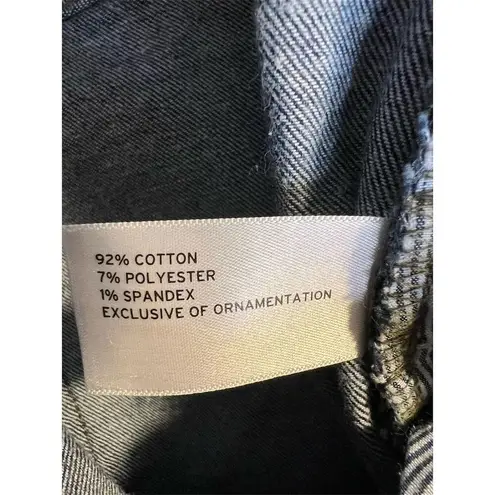 92% COTTON
7% POLYESTER
1% SPANDEX
EXCLUSIVE OF ORNAMENTATION